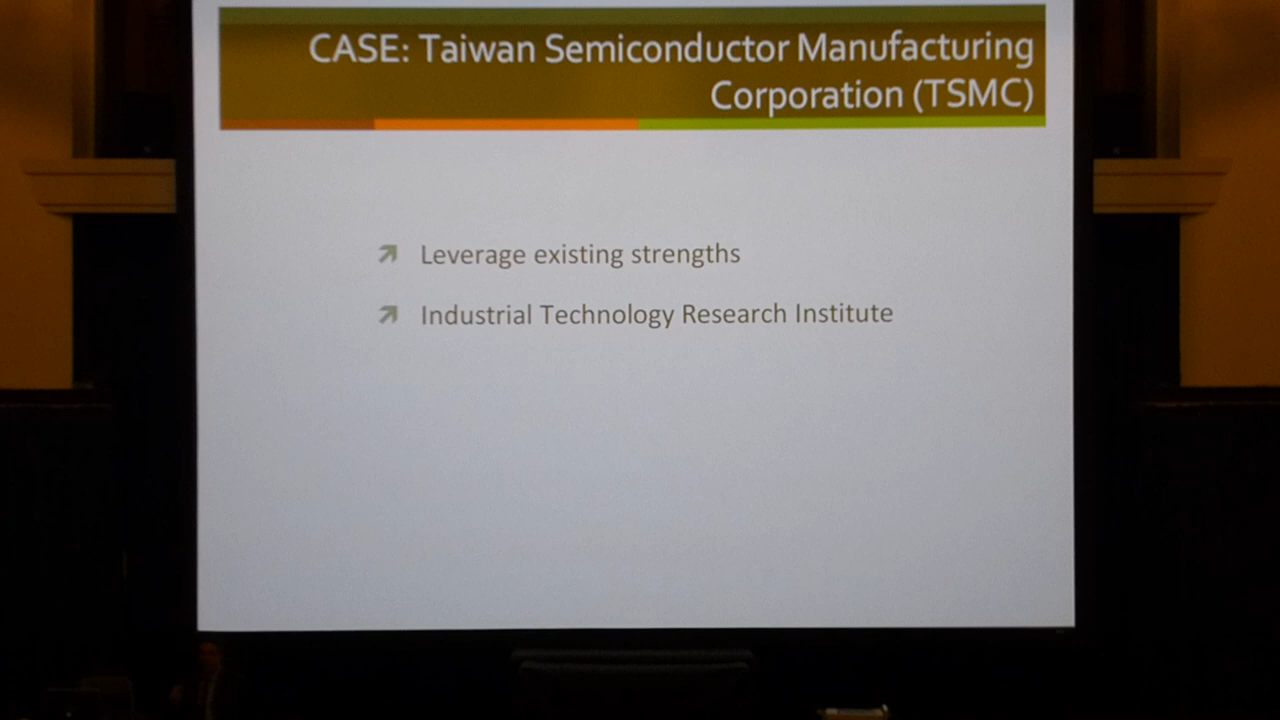 CASE: Taiwan Semiconductor Manufacturing
Corporation (TSMC)
Leverage existing strengths
Industrial Technology Research Institute